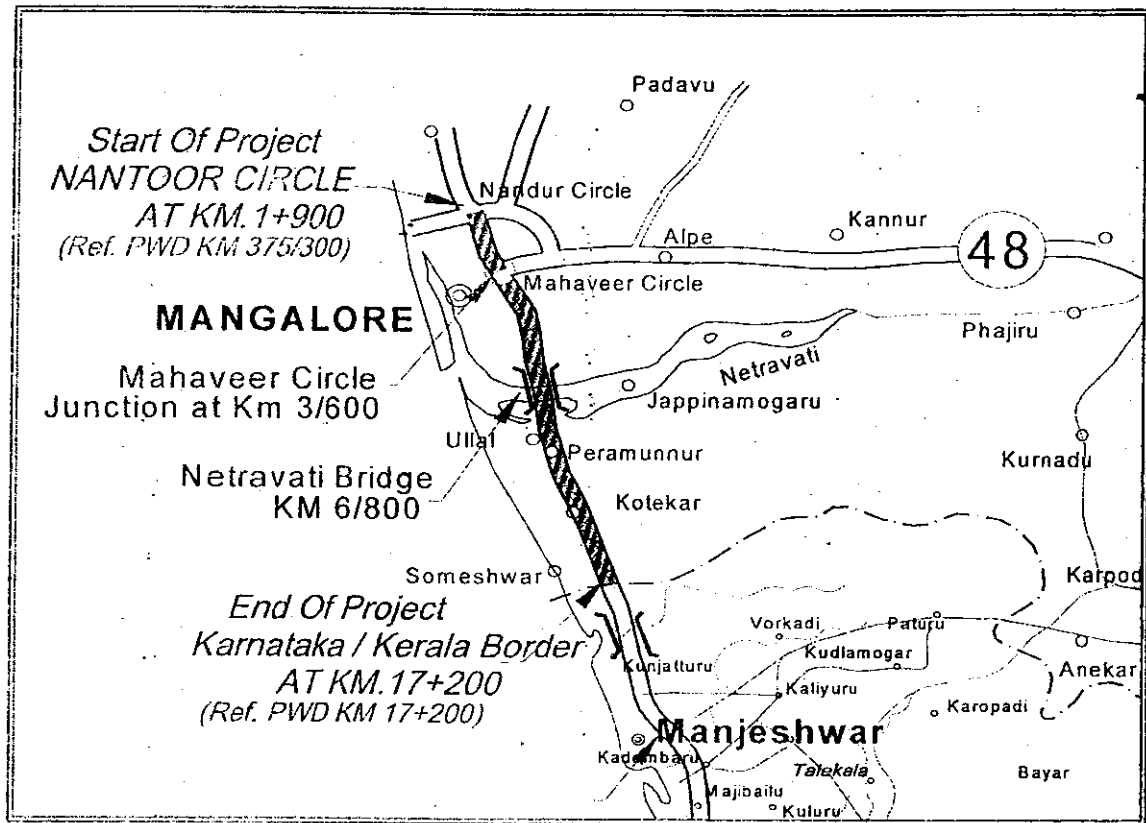 Padavu
Start Of Project
NANTOOR CIRCLE
AT KM. 1+900
(Ref. PWD KM 375/300)
Nandur Circle
Kannur
Alpe
48
Mahaveer Circle
MANGALORE
Phajiru
Mahaveer Circle
Junction at Km 3/600
Netravati
Jappinamogaru
Ullal
Peramunnur
Kurnadu
Netravati Bridge
KM 6/800
Kotekar
Someshwar
Karpod
End Of Project
Karnataka / Kerala Border
AT KM.17+200
(Ref. PWD KM 17+200)
Vorkadi
Paturu
Kudlamogar
Kunjatturu
Anekar
Kaliyuru
Karopadi
Manjeshwar
Kadambaru
Talekala
Bayar
Majibailu
Kuluru